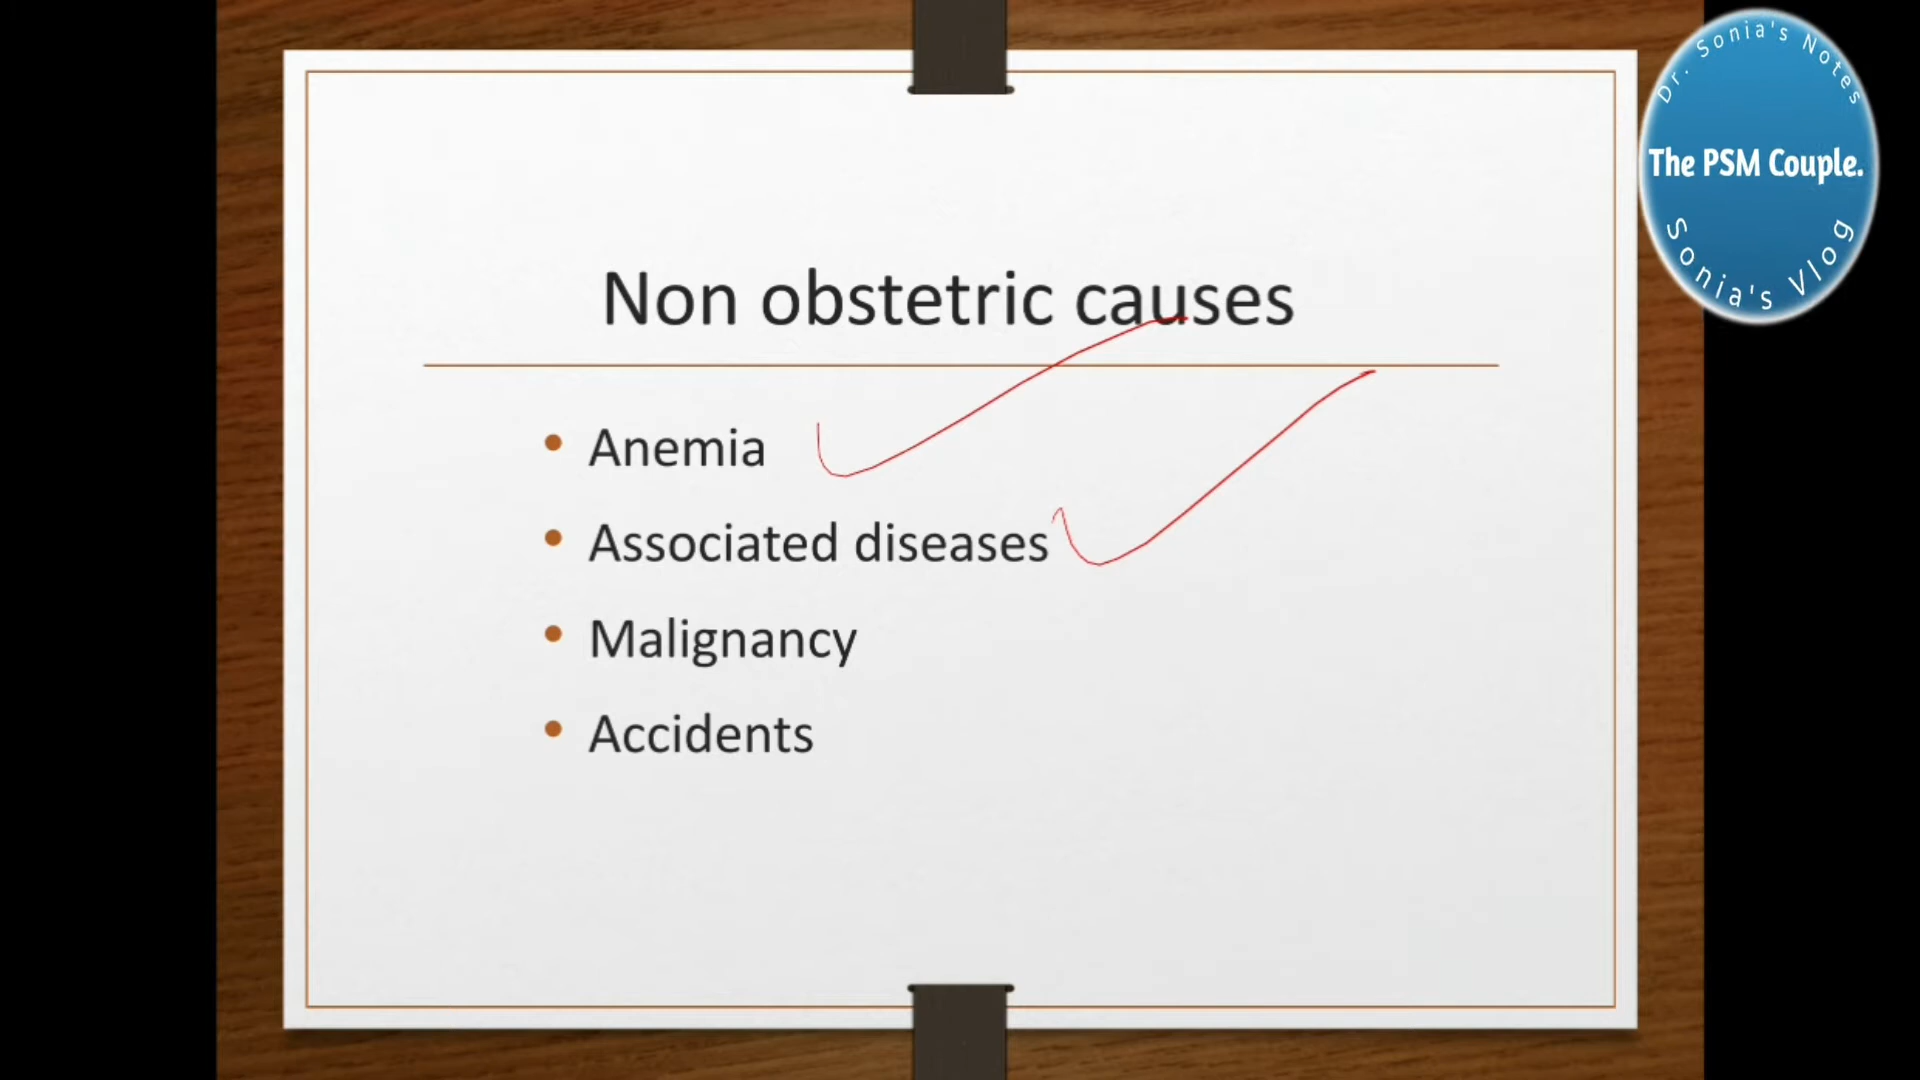 Dr. Sonia's Notes
The PSM Couple.
Sonia's Vlog
Non obstetric causes
• Anemia
• Associated diseases
• Malignancy
• Accidents